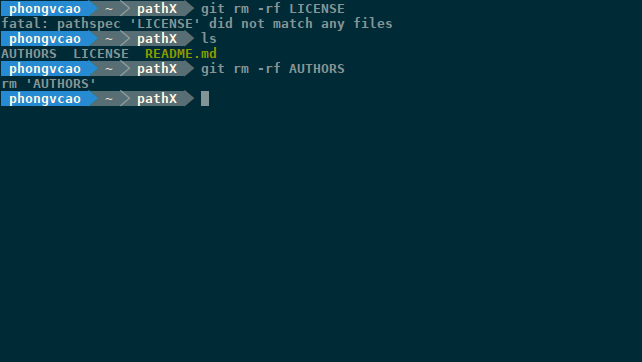 phongvcao ~ pathX git rm -rf LICENSE
fatal: pathspec 'LICENSE' did not match any files
phongvcao ~ pathX ls
AUTHORS LICENSE README.md
phongvcao ~ pathX git rm -rf AUTHORS
rm 'AUTHORS'
phongvcao ~ pathX